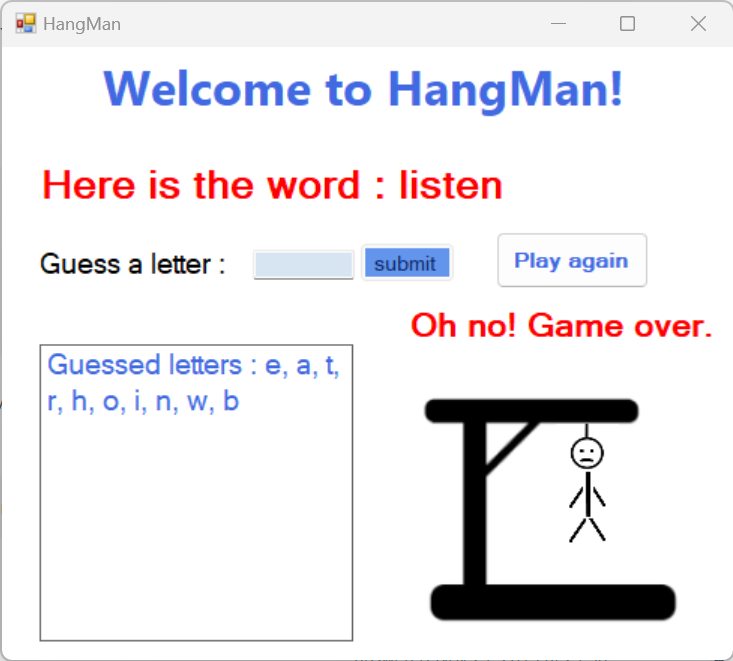 HangMan
Welcome to HangMan!
Here is the word : listen
Guess a letter :
submit
Play again
Oh no! Game over.
Guessed letters : e, a, t,
r, h, o, i, n, w, b